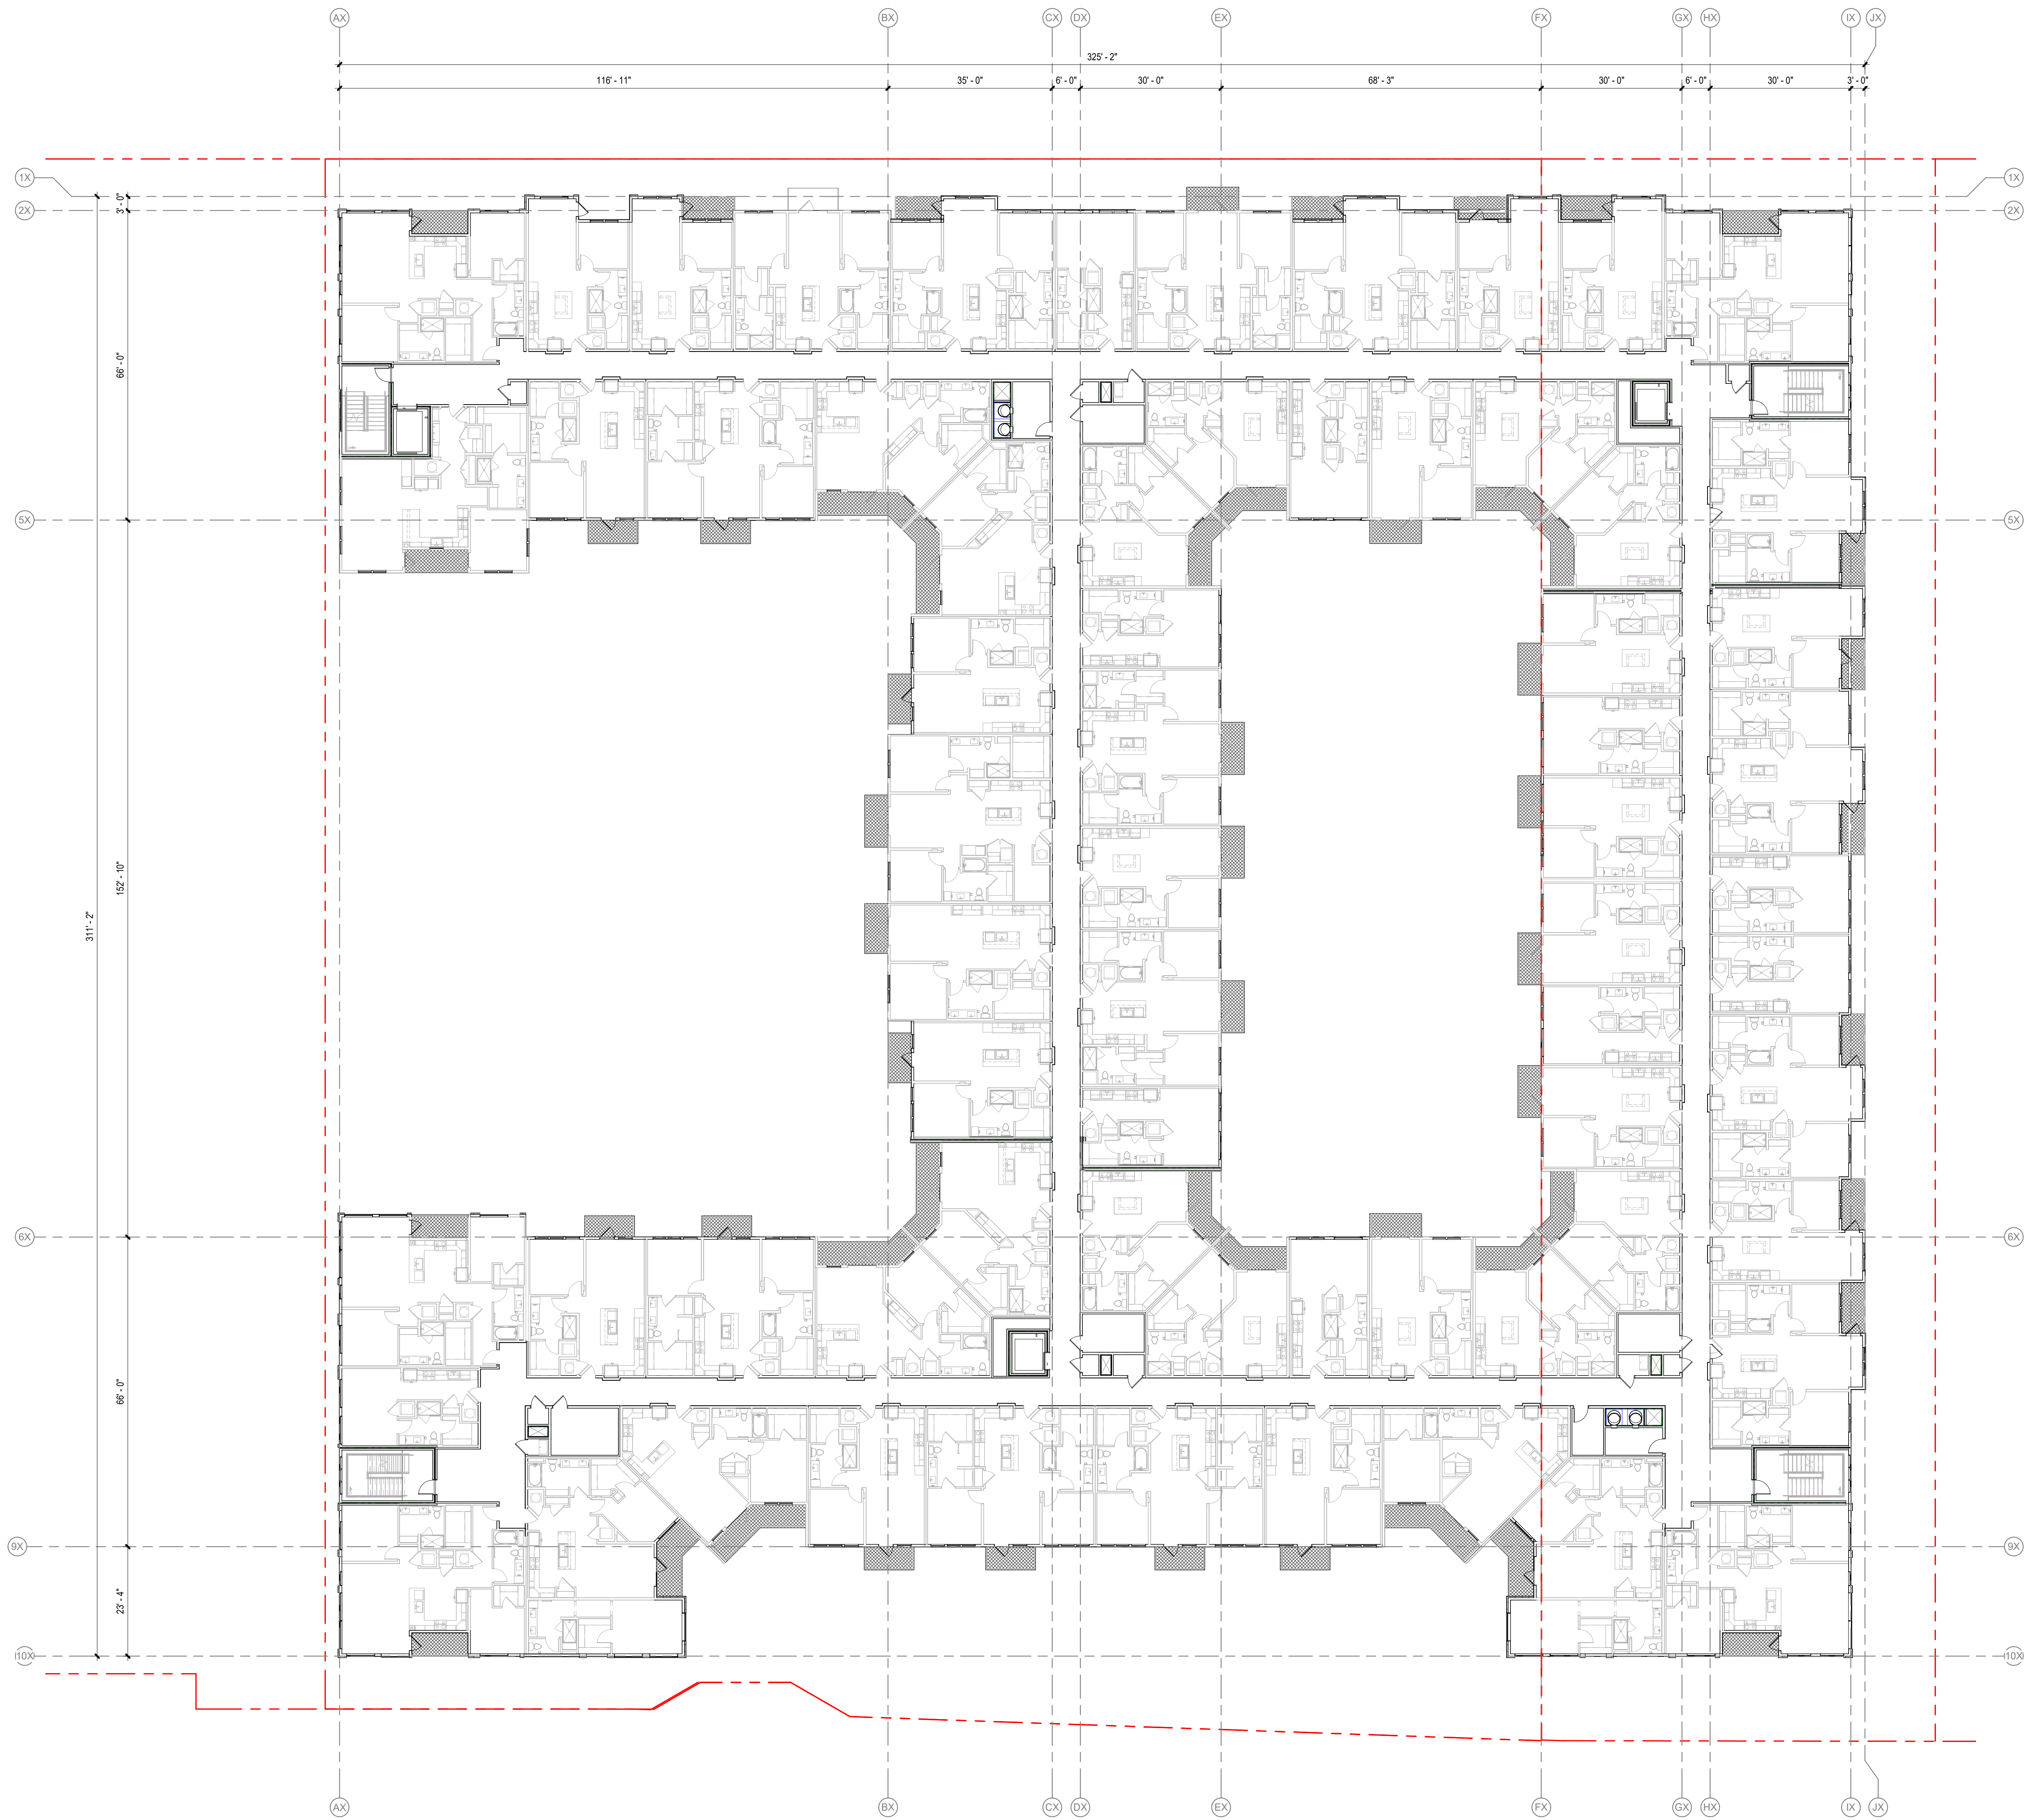 AX BX CX DX EX FX GX HX IX JX
325' - 2"
116' - 11" 35' - 0" 6' - 0" 30' - 0" 68' - 3" 30' - 0" 6' - 0" 30' - 0" 3' - 0"
1X 1X
3' - 0"
2X 2X
66' - 0"
5X 5X
152' - 10"
311' - 2"
6X 6X
66' - 0"
9X 9X
23' - 4"
10X 10X
AX BX CX DX EX FX GX HX IX JX